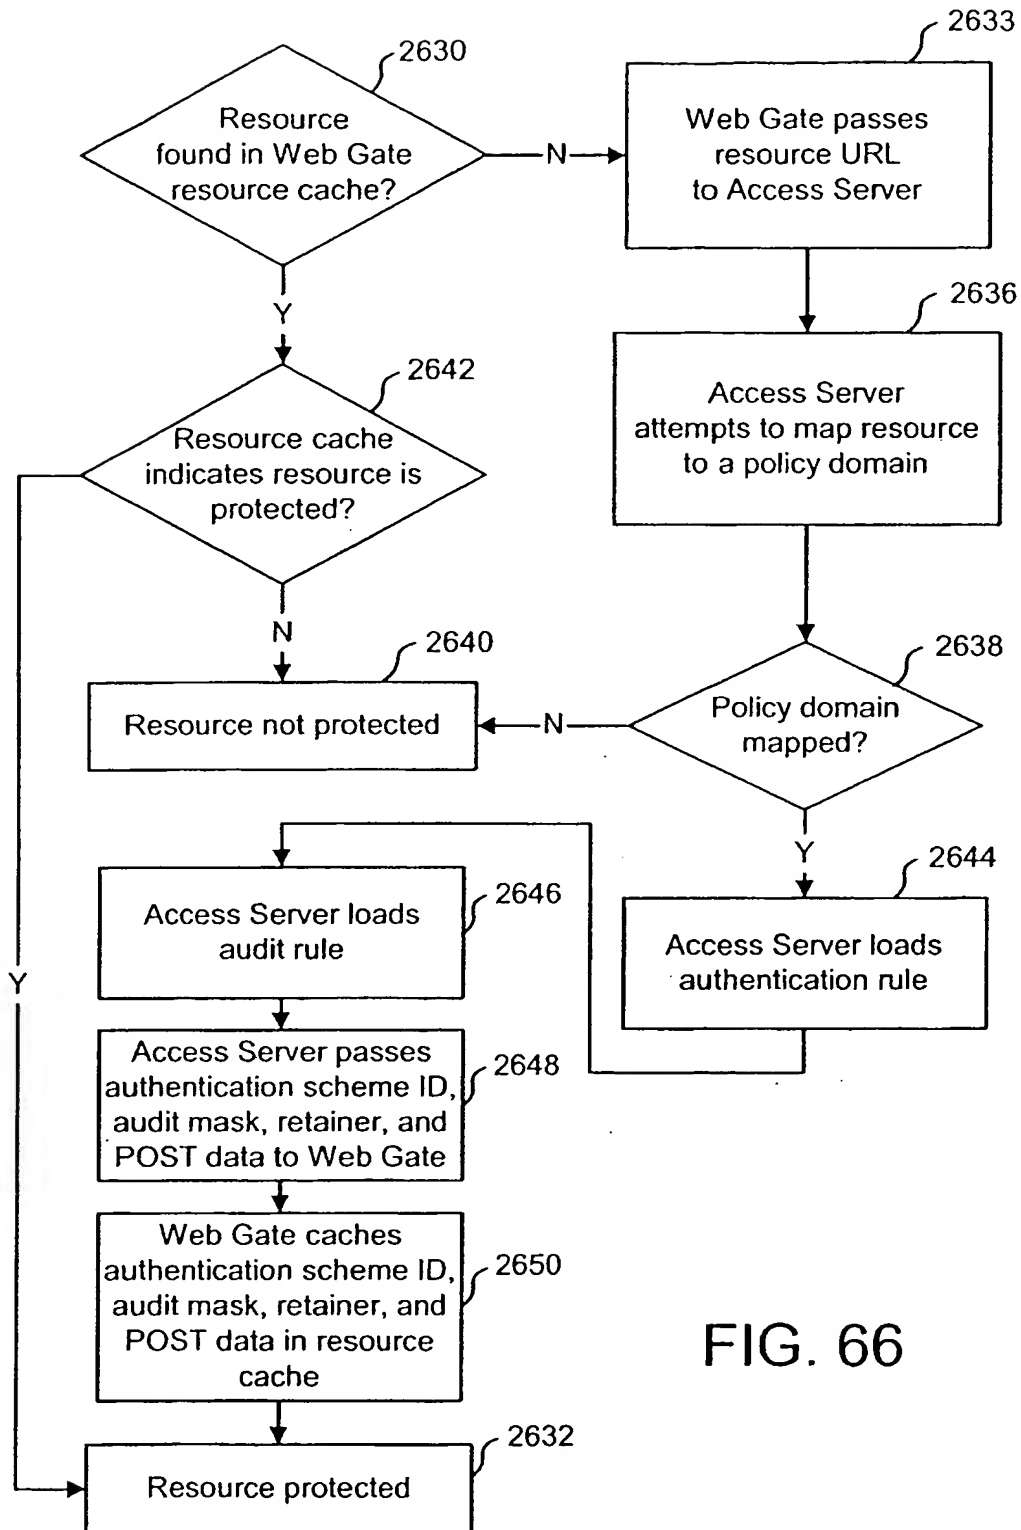 2630
Resource
found in Web Gate
resource cache?
N
2633
Web Gate passes
resource URL
to Access Server
Y
2636
Access Server
attempts to map resource
to a policy domain
2642
Resource cache
indicates resource is
protected?
N
2640
Resource not protected
N
2638
Policy domain
mapped?
Y
2644
Access Server loads
authentication rule
2646
Access Server loads
audit rule
Y
2648
Access Server passes
authentication scheme ID,
audit mask, retainer, and
POST data to Web Gate
2650
Web Gate caches
authentication scheme ID,
audit mask, retainer, and
POST data in resource
cache
2632
Resource protected
FIG. 66